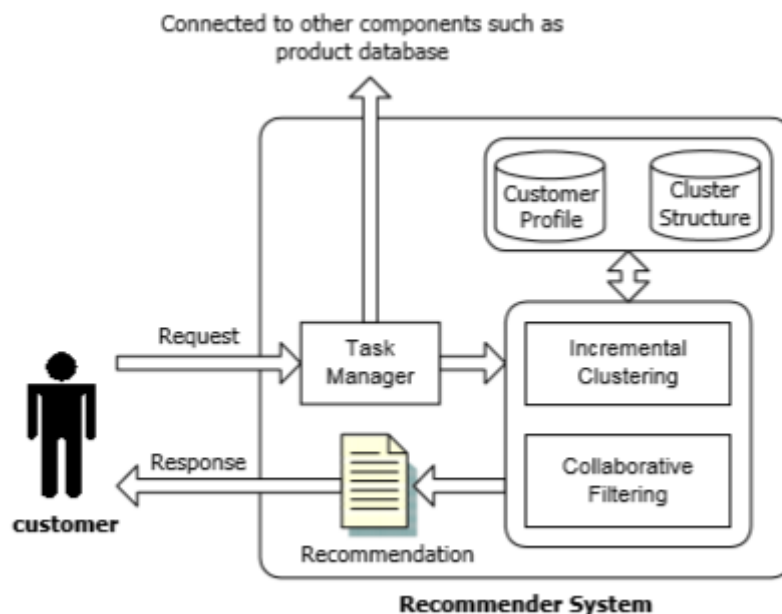 Connected to other components such as
product database
Customer
Profile
Cluster
Structure
Request
Task
Manager
Incremental
Clustering
Response
Collaborative
Filtering
customer
Recommendation
Recommender System